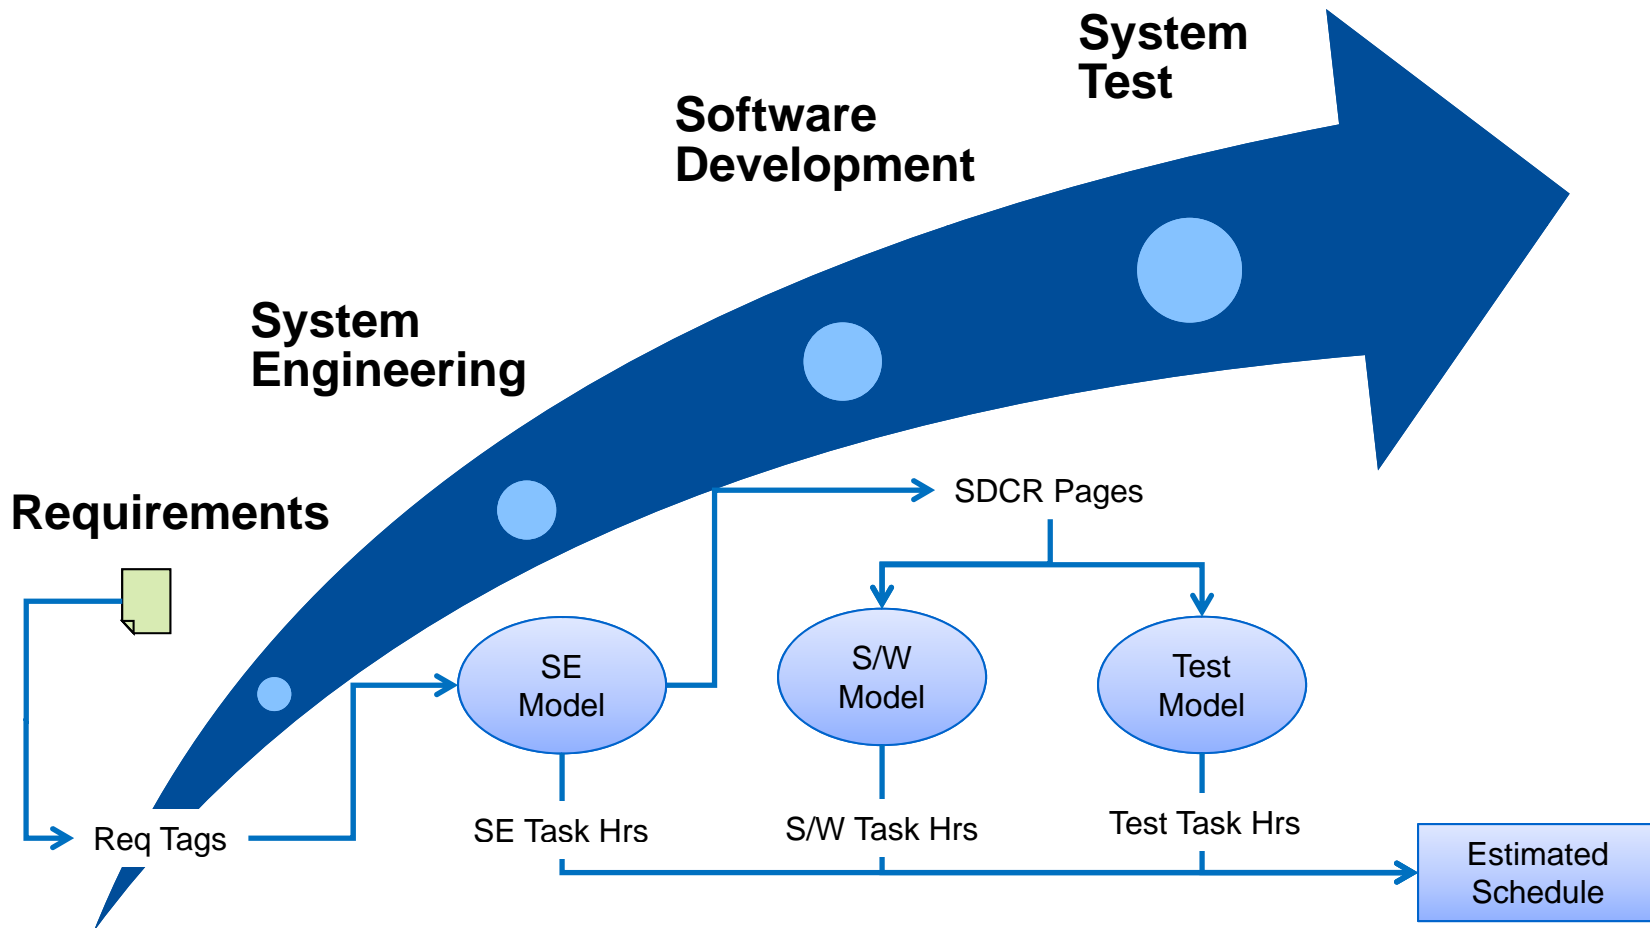 System
Test
Software
Development
System
Engineering
Requirements
SDCR Pages
SE
Model
S/W
Model
Test
Model
Req Tags
SE Task Hrs
S/W Task Hrs
Test Task Hrs
Estimated
Schedule